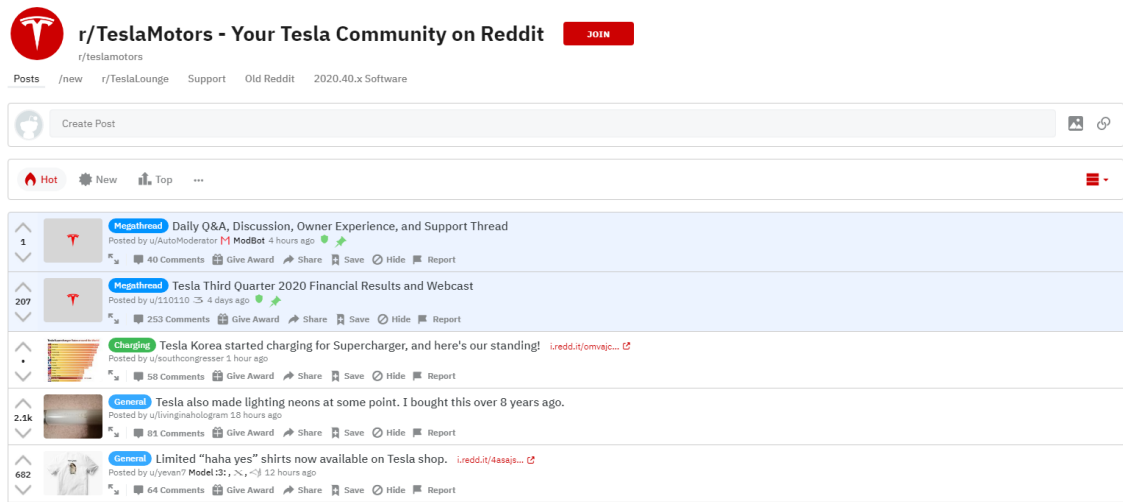 r/TeslaMotors - Your Tesla Community on Reddit JOIN
r/teslamotors
Posts /new r/TeslaLounge Support Old Reddit 2020.40.x Software
Create Post
Hot New Top ...
Megathread Daily Q&A, Discussion, Owner Experience, and Support Thread
1 Posted by u/AutoModerator M ModBot 4 hours ago
40 Comments Give Award Share Save Hide Report
Megathread Tesla Third Quarter 2020 Financial Results and Webcast
207 Posted by u/110110 4 days ago
253 Comments Give Award Share Save Hide Report
Charging Tesla Korea started charging for Supercharger, and here's our standing! i.redd.it/omvajc...
• Posted by u/southcongresser 1 hour ago
58 Comments Give Award Share Save Hide Report
General Tesla also made lighting neons at some point. I bought this over 8 years ago.
2.1k Posted by u/livinginahologram 18 hours ago
81 Comments Give Award Share Save Hide Report
General Limited “haha yes” shirts now available on Tesla shop. i.redd.it/4asajs...
682 Posted by u/yevan7 Model :3: , 12 hours ago
64 Comments Give Award Share Save Hide Report